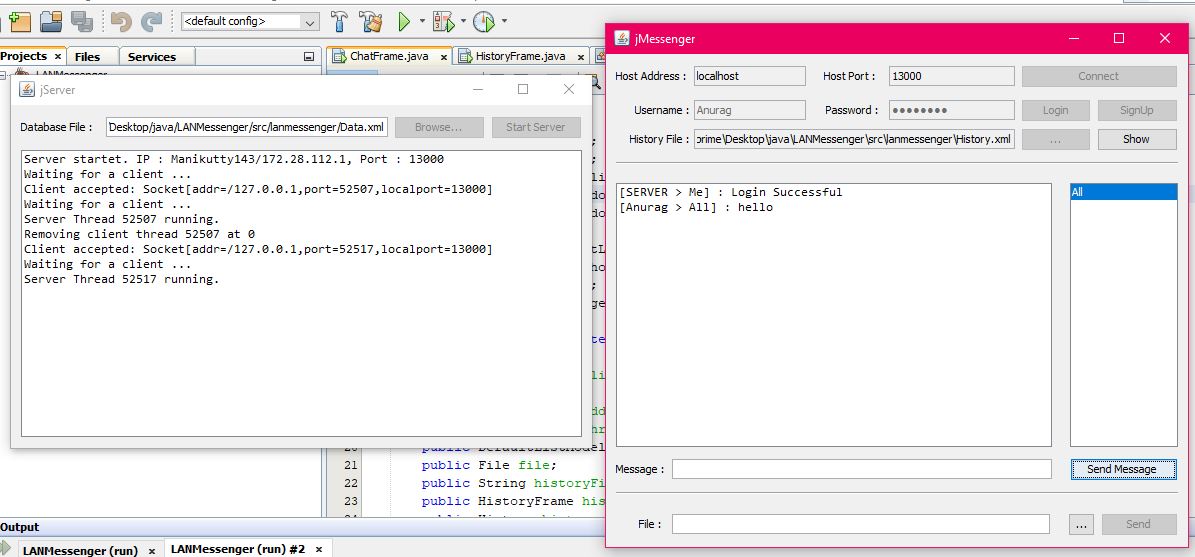 <default config>
Projects × Files Services
ChatFrame.java × HistoryFrame.java ×
LANMessenger
jServer
Database File : Desktop/java/LANMessenger/src/lanmessenger/Data.xml Browse... Start Server
Server startet. IP : Manikutty143/172.28.112.1, Port : 13000
Waiting for a client ...
Client accepted: Socket[addr=/127.0.0.1,port=52507,localport=13000]
Waiting for a client ...
Server Thread 52507 running.
Removing client thread 52507 at 0
Client accepted: Socket[addr=/127.0.0.1,port=52517,localport=13000]
Waiting for a client ...
Server Thread 52517 running.
21 public File file;
22 public String historyFi
23 public HistoryFrame his
Output
LANMessenger (run) × LANMessenger (run) #2 ×
jMessenger
Host Address : localhost Host Port : 13000 Connect
Username : Anurag Password : ●●●●●●●● Login SignUp
History File : prime\Desktop\java\LANMessenger\src\lanmessenger\History.xml ... Show
[SERVER > Me] : Login Successful
[Anurag > All] : hello
All
Message : Send Message
File : ... Send